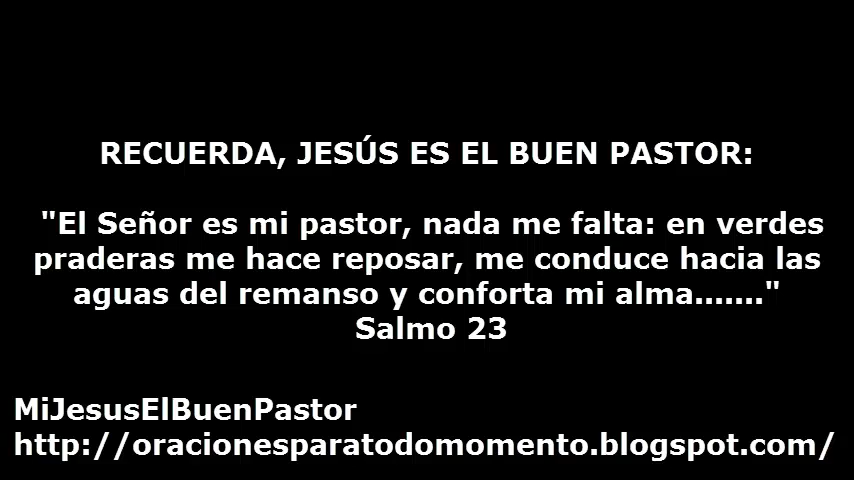 RECUERDA, JESÚS ES EL BUEN PASTOR:
"El Señor es mi pastor, nada me falta: en verdes
praderas me hace reposar, me conduce hacia las
aguas del remanso y conforta mi alma......."
Salmo 23
MiJesusElBuenPastor
http://oracionesparatodomomento.blogspot.com/